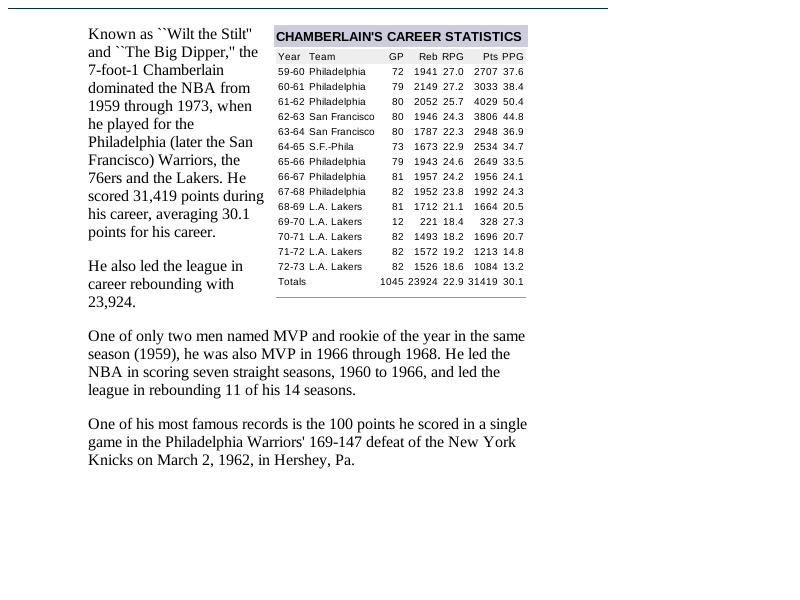 Known as ``Wilt the Stilt''
and ``The Big Dipper,'' the
7-foot-1 Chamberlain
dominated the NBA from
1959 through 1973, when
he played for the
Philadelphia (later the San
Francisco) Warriors, the
76ers and the Lakers. He
scored 31,419 points during
his career, averaging 30.1
points for his career.
He also led the league in
career rebounding with
23,924.
CHAMBERLAIN'S CAREER STATISTICS
Year Team GP Reb RPG Pts PPG
59-60 Philadelphia 72 1941 27.0 2707 37.6
60-61 Philadelphia 79 2149 27.2 3033 38.4
61-62 Philadelphia 80 2052 25.7 4029 50.4
62-63 San Francisco 80 1946 24.3 3806 44.8
63-64 San Francisco 80 1787 22.3 2948 36.9
64-65 S.F.-Phila 73 1673 22.9 2534 34.7
65-66 Philadelphia 79 1943 24.6 2649 33.5
66-67 Philadelphia 81 1957 24.2 1956 24.1
67-68 Philadelphia 82 1952 23.8 1992 24.3
68-69 L.A. Lakers 81 1712 21.1 1664 20.5
69-70 L.A. Lakers 12 221 18.4 328 27.3
70-71 L.A. Lakers 82 1493 18.2 1696 20.7
71-72 L.A. Lakers 82 1572 19.2 1213 14.8
72-73 L.A. Lakers 82 1526 18.6 1084 13.2
Totals 1045 23924 22.9 31419 30.1
One of only two men named MVP and rookie of the year in the same
season (1959), he was also MVP in 1966 through 1968. He led the
NBA in scoring seven straight seasons, 1960 to 1966, and led the
league in rebounding 11 of his 14 seasons.
One of his most famous records is the 100 points he scored in a single
game in the Philadelphia Warriors' 169-147 defeat of the New York
Knicks on March 2, 1962, in Hershey, Pa.